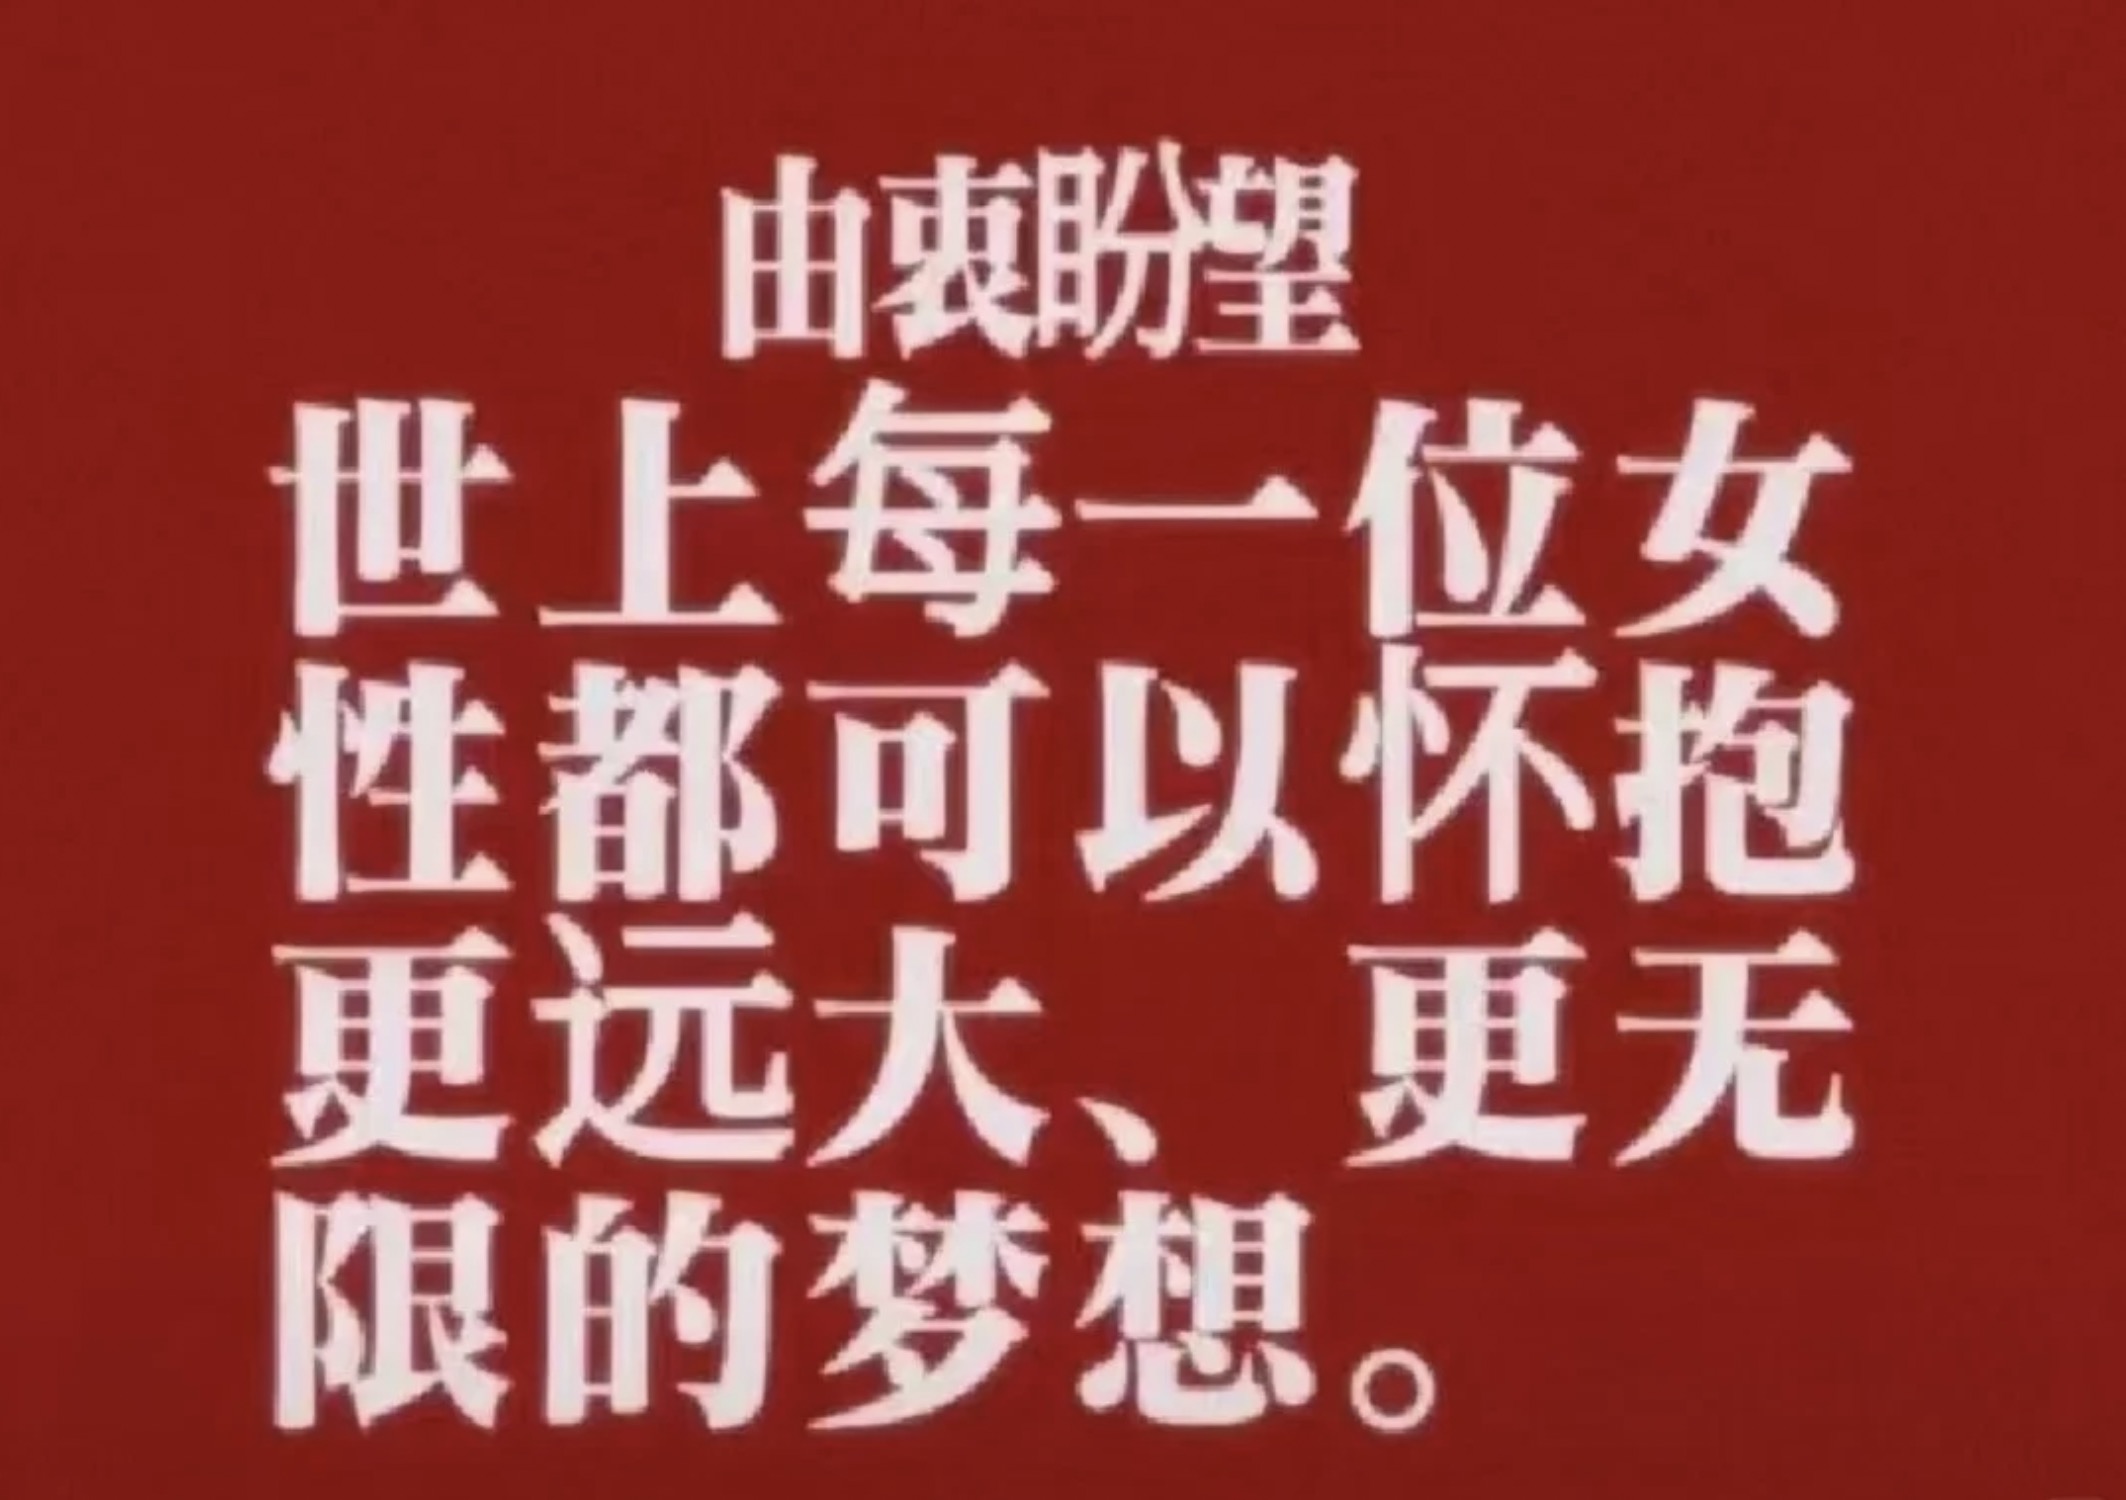 由衷盼望
世上每一位女
性都可以怀抱
更远大、更无
限的梦想。